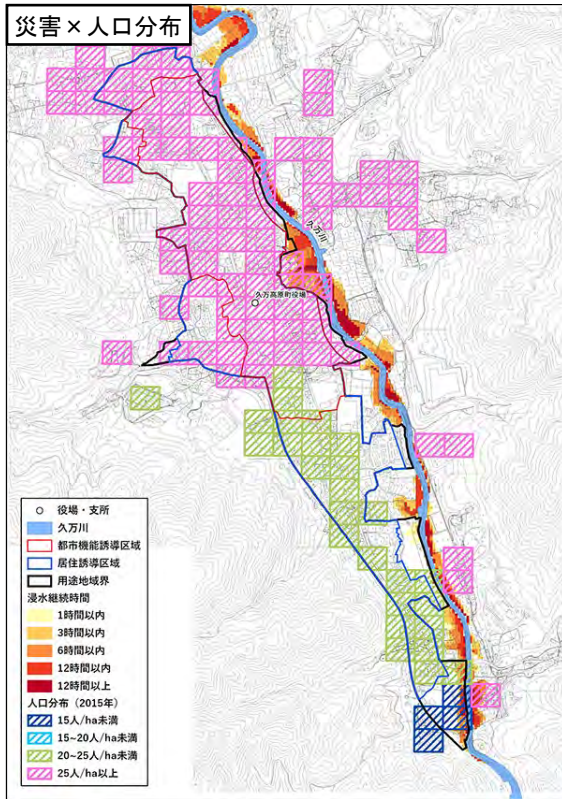 災害×人口分布
久万川
久万高原町役場
役場・支所
久万川
都市機能誘導区域
居住誘導区域
用途地域界
浸水継続時間
1時間以内
3時間以内
6時間以内
12時間以内
12時間以上
人口分布（2015年）
15人/ha未満
15~20人/ha未満
20~25人/ha未満
25人/ha以上